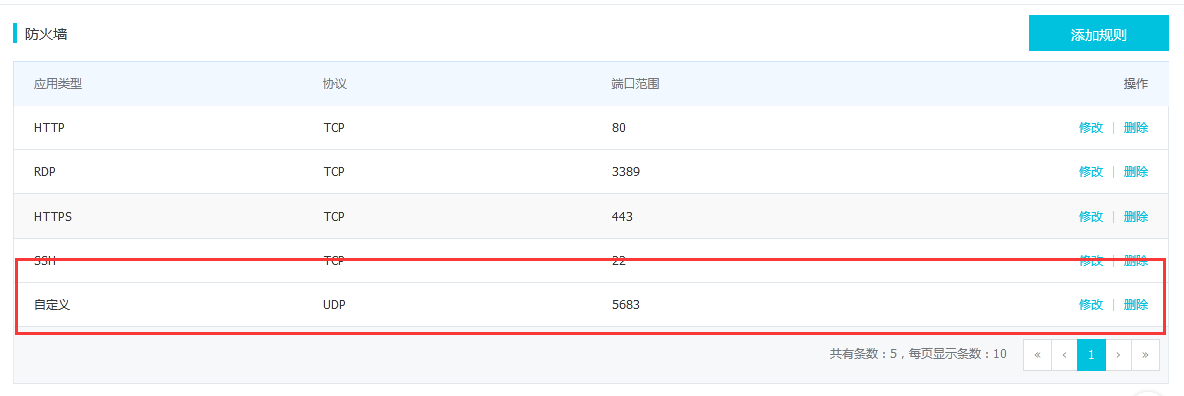 防火墙 添加规则
应用类型 协议 端口范围 操作
HTTP TCP 80 修改 | 删除
RDP TCP 3389 修改 | 删除
HTTPS TCP 443 修改 | 删除
SSH TCP 22 修改 | 删除
自定义 UDP 5683 修改 | 删除
共有条数：5，每页显示条数：10 « ‹ 1 › »